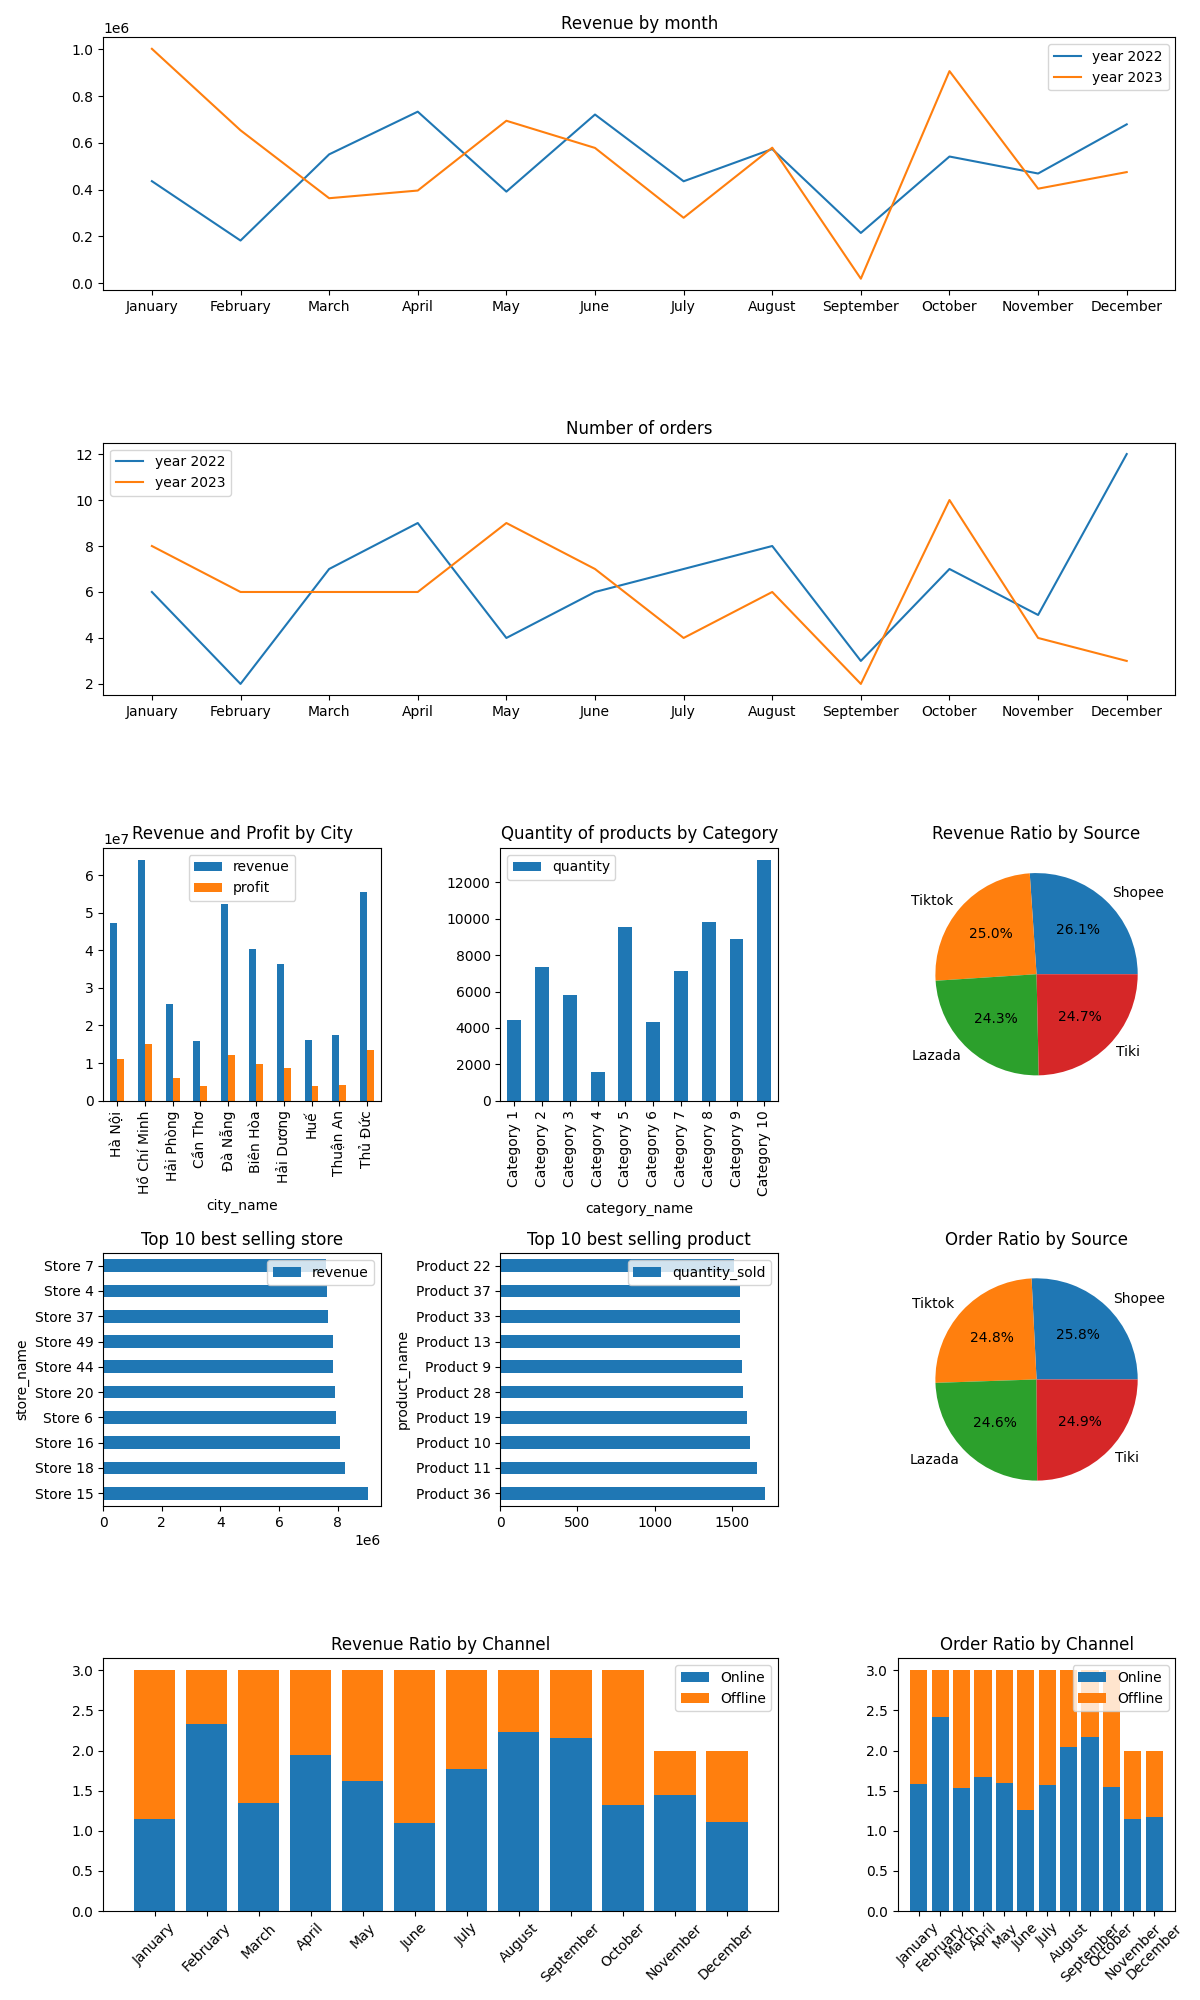 Revenue by month
1e6
1.0
0.8
0.6
0.4
0.2
0.0
year 2022
year 2023
January February March April May June July August September October November December
Number of orders
12
10
8
6
4
2
year 2022
year 2023
January February March April May June July August September October November December
Revenue and Profit by City
1e7
6
5
4
3
2
1
0
revenue
profit
Hà Nội
Hồ Chí Minh
Hải Phòng
Cần Thơ
Đà Nẵng
Biên Hòa
Hải Dương
Huế
Thuận An
Thủ Đức
city_name
Quantity of products by Category
12000
10000
8000
6000
4000
2000
0
quantity
Category 1
Category 2
Category 3
Category 4
Category 5
Category 6
Category 7
Category 8
Category 9
Category 10
category_name
Revenue Ratio by Source
Shopee
Tiktok
Lazada
Tiki
26.1%
25.0%
24.3%
24.7%
Top 10 best selling store
store_name
Store 7
Store 4
Store 37
Store 49
Store 44
Store 20
Store 6
Store 16
Store 18
Store 15
revenue
0 2 4 6 8
1e6
Top 10 best selling product
product_name
Product 22
Product 37
Product 33
Product 13
Product 9
Product 28
Product 19
Product 10
Product 11
Product 36
quantity_sold
0 500 1000 1500
Order Ratio by Source
Shopee
Tiktok
Lazada
Tiki
25.8%
24.8%
24.6%
24.9%
Revenue Ratio by Channel
3.0
2.5
2.0
1.5
1.0
0.5
0.0
Online
Offline
January
February
March
April
May
June
July
August
September
October
November
December
Order Ratio by Channel
3.0
2.5
2.0
1.5
1.0
0.5
0.0
Online
Offline
January
February
March
April
May
June
July
August
September
October
November
December